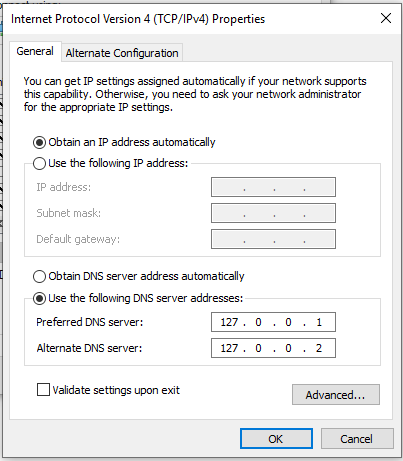 Internet Protocol Version 4 (TCP/IPv4) Properties
General
Alternate Configuration
You can get IP settings assigned automatically if your network supports
this capability. Otherwise, you need to ask your network administrator
for the appropriate IP settings.
Obtain an IP address automatically
Use the following IP address:
IP address: . . .
Subnet mask: . . .
Default gateway: . . .
Obtain DNS server address automatically
Use the following DNS server addresses:
Preferred DNS server: 127 . 0 . 0 . 1
Alternate DNS server: 127 . 0 . 0 . 2
Validate settings upon exit
Advanced...
OK
Cancel